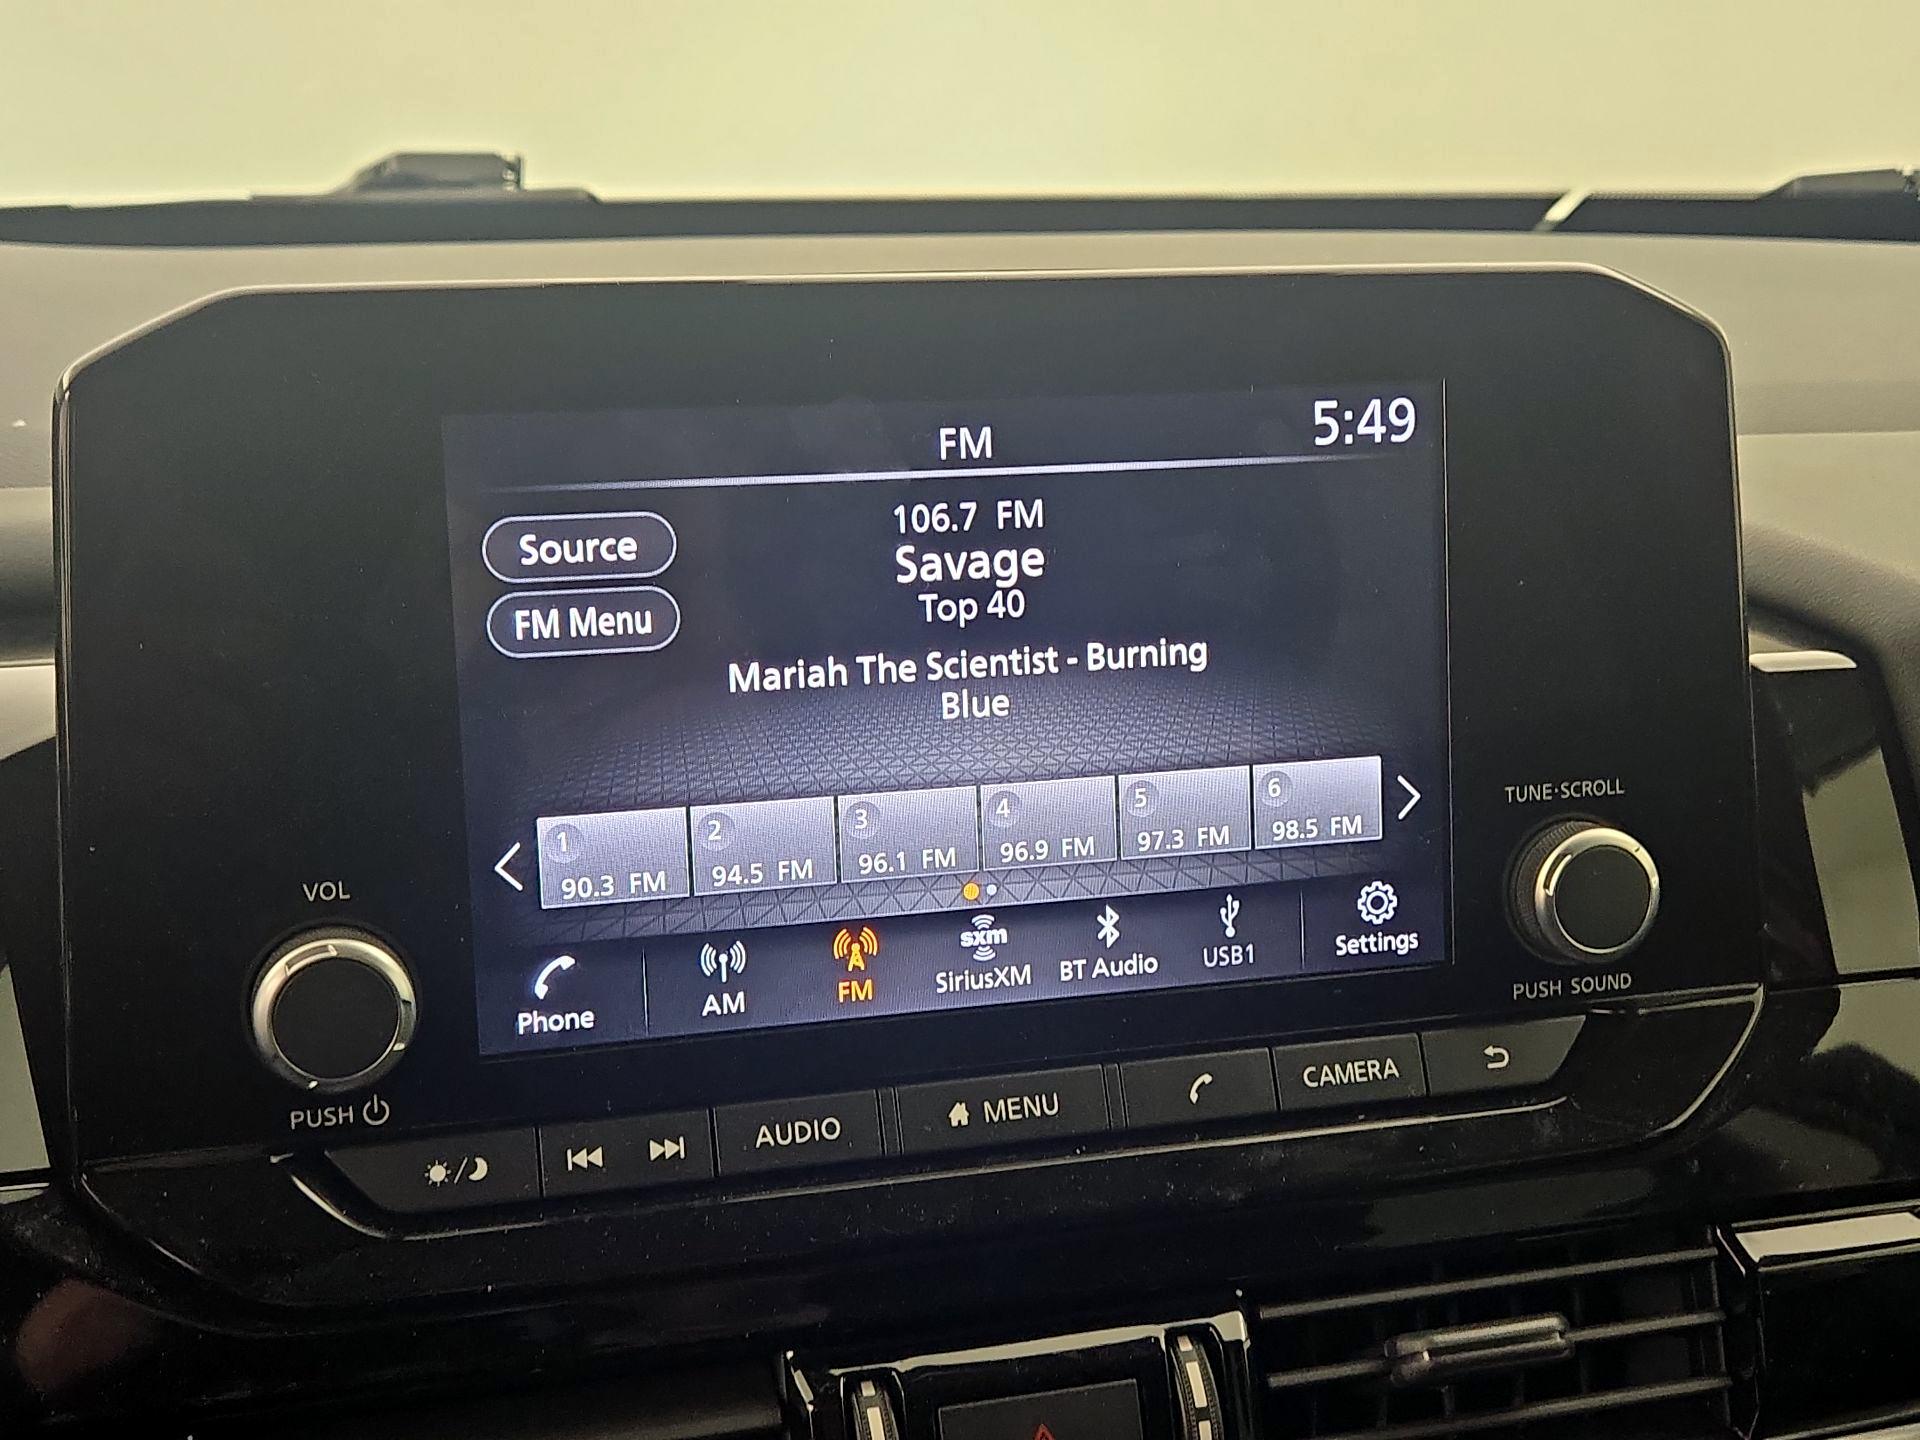 FM
5:49
Source
FM Menu
106.7 FM
Savage
Top 40
Mariah The Scientist - Burning
Blue
1
90.3 FM
2
94.5 FM
3
96.1 FM
4
96.9 FM
5
97.3 FM
6
98.5 FM
Phone
AM
FM
sxm
SiriusXM
BT Audio
USB1
Settings
VOL
PUSH
TUNE·SCROLL
PUSH SOUND
AUDIO
MENU
CAMERA